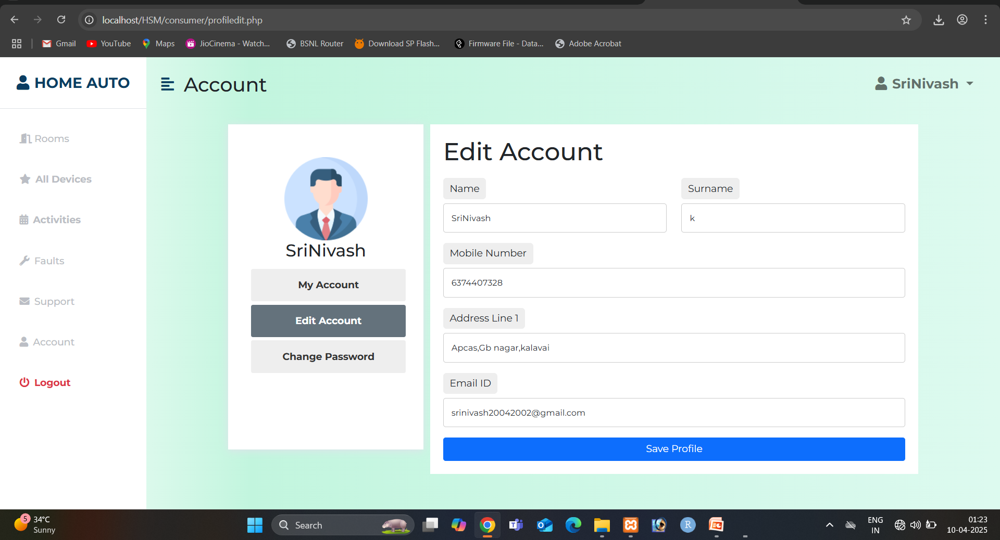 localhost/HSM/consumer/profiledit.php
Gmail YouTube Maps JioCinema - Watch... BSNL Router Download SP Flash... Firmware File - Data... Adobe Acrobat
HOME AUTO
Account
SriNivash
Rooms
All Devices
Activities
Faults
Support
Account
Logout
SriNivash
My Account
Edit Account
Change Password
Edit Account
Name Surname
SriNivash k
Mobile Number
6374407328
Address Line 1
Apcas,Gb nagar,kalavai
Email ID
srinivash20042002@gmail.com
Save Profile
5
34°C
Sunny
Search
ENG
IN
01:23
10-04-2025